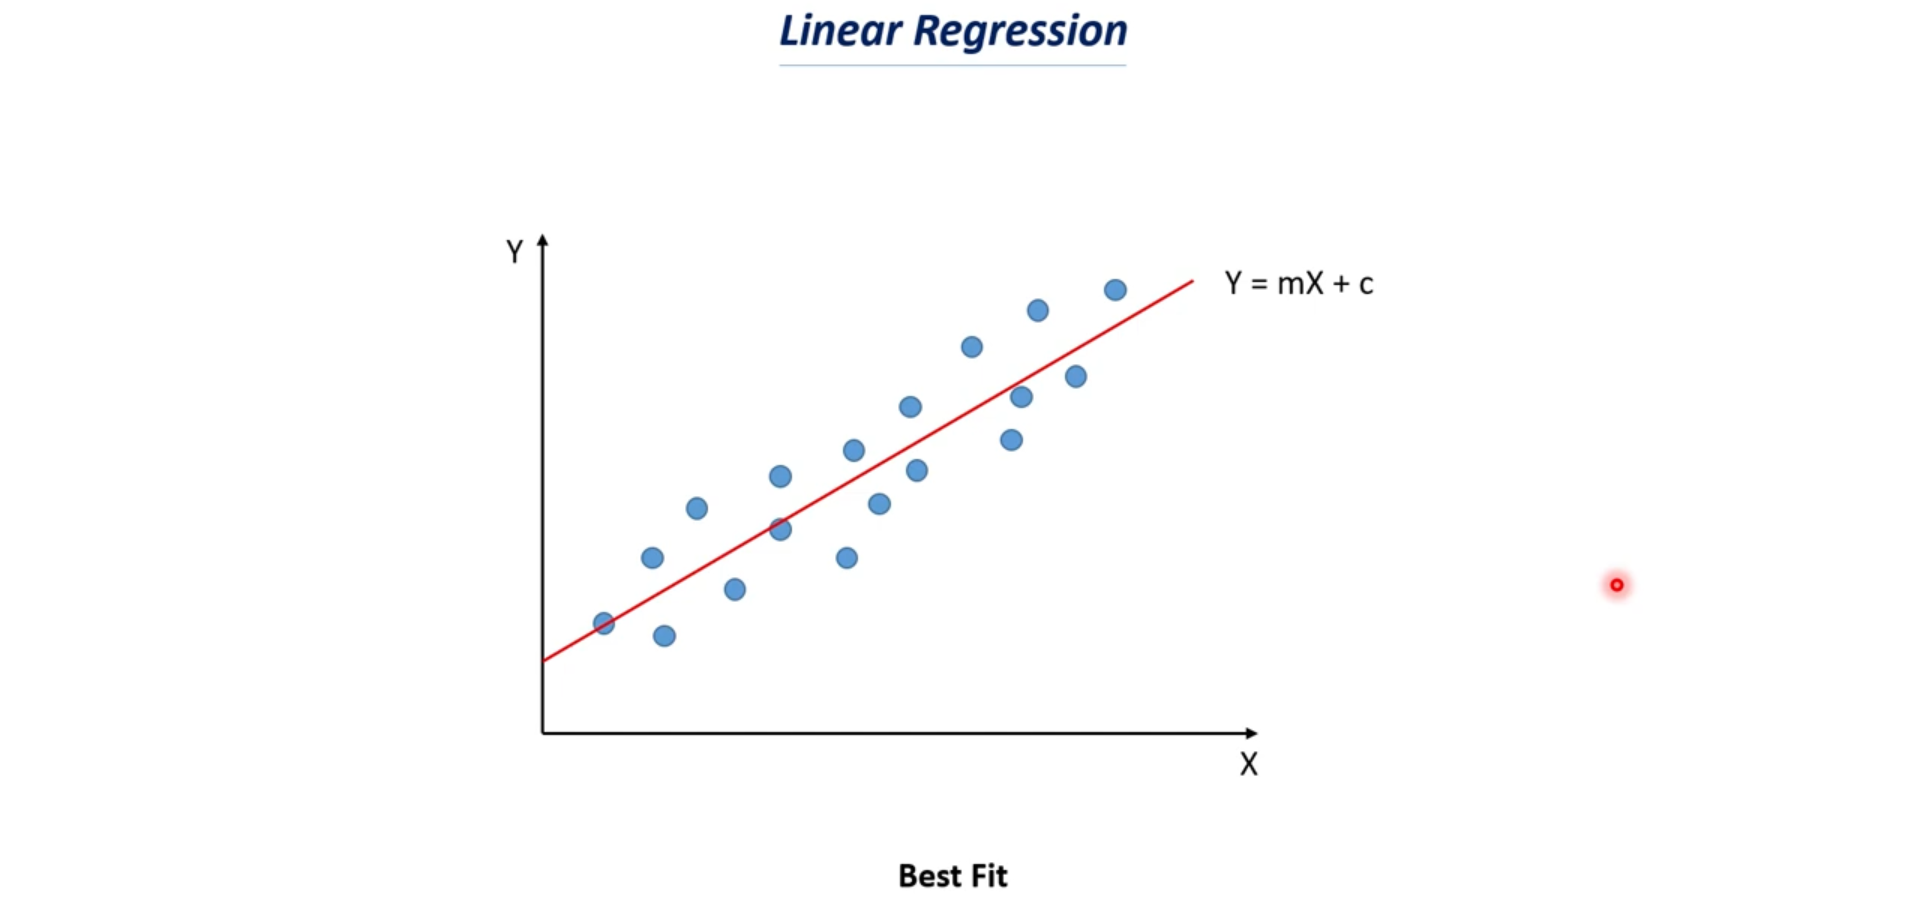 Linear Regression
Y
Y = mX + c
X
Best Fit